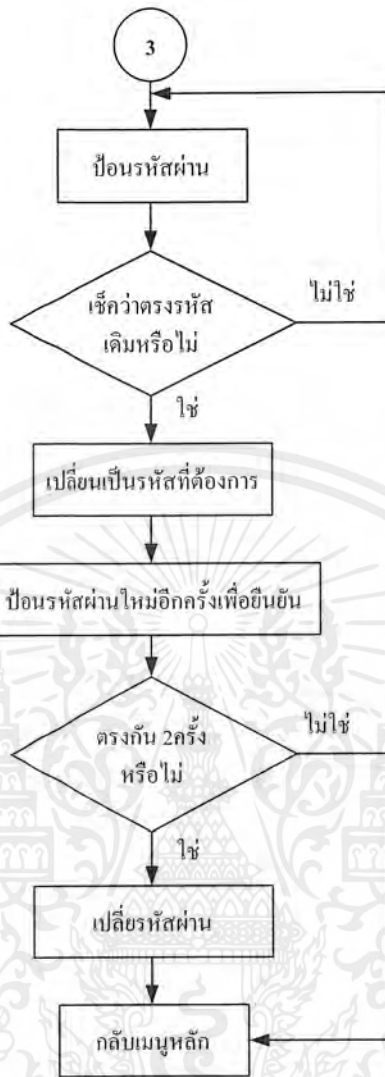 3
ป้อนรหัสผ่าน
เช็คว่าตรงรหัส
เดิมหรือไม่
ไม่ใช่
ใช่
เปลี่ยนเป็นรหัสที่ต้องการ
ป้อนรหัสผ่านใหม่อีกครั้งเพื่อยืนยัน
ตรงกัน 2ครั้ง
หรือไม่
ไม่ใช่
ใช่
เปลี่ยรหัสผ่าน
กลับเมนูหลัก